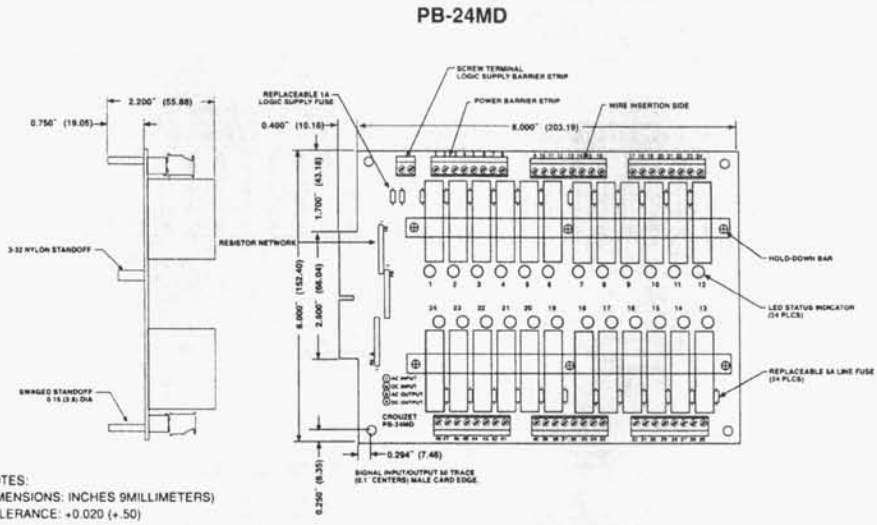 PB-24MD
SCREW TERMINAL
LOGIC SUPPLY BARRIER STRIP
REPLACEABLE 1A
LOGIC SUPPLY FUSE
POWER BARRIER STRIP
WIRE INSERTION SIDE
2.200" (55.88)
0.750" (19.05)
0.400" (10.16)
8.000" (203.19)
1.700" (43.18)
3-32 NYLON STANDOFF
RESISTOR NETWORK
HOLD-DOWN BAR
6.000" (152.40)
2.600" (66.04)
1 2 3 4 5 6 7 8 9 10 11 12
LED STATUS INDICATOR
(24 PLCS)
24 23 22 21 20 19 18 17 16 15 14 13
REPLACEABLE 5A LINE FUSE
(24 PLCS)
SWAGED STANDOFF
0.15 (3.8) DIA
AC INPUT
DC INPUT
AC OUTPUT
DC OUTPUT
CROUZET
PB-24MD
0.294" (7.46)
0.250" (6.35)
SIGNAL INPUT/OUTPUT 50 TRACE
(0.1" CENTERS) MALE CARD EDGE.
OTES:
MENSIONS: INCHES 9MILLIMETERS)
LERANCE: +0.020 (+.50)